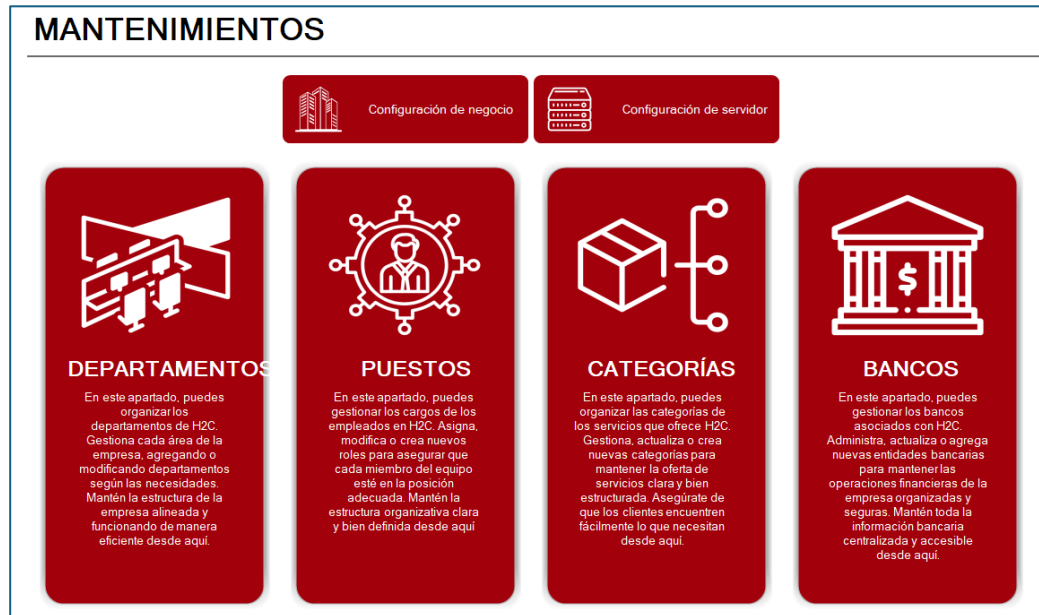 MANTENIMIENTOS
Configuración de negocio
Configuración de servidor
DEPARTAMENTOS
En este apartado, puedes
organizar los
departamentos de H2C.
Gestiona cada área de la
empresa, agregando o
modificando departamentos
según las necesidades.
Mantén la estructura de la
empresa alineada y
funcionando de manera
eficiente desde aquí.
PUESTOS
En este apartado, puedes
gestionar los cargos de los
empleados en H2C. Asigna,
modifica o crea nuevos
roles para asegurar que
cada miembro del equipo
esté en la posición
adecuada. Mantén la
estructura organizativa clara
y bien definida desde aquí
CATEGORÍAS
En este apartado, puedes
organizar las categorías de
los servicios que ofrece H2C.
Gestiona, actualiza o crea
nuevas categorías para
mantener la oferta de
servicios clara y bien
estructurada. Asegúrate de
que los clientes encuentren
fácilmente lo que necesitan
desde aquí.
$
BANCOS
En este apartado, puedes
gestionar los bancos
asociados con H2C.
Administra, actualiza o agrega
nuevas entidades bancarias
para mantener las
operaciones financieras de la
empresa organizadas y
seguras. Mantén toda la
información bancaria
centralizada y accesible
desde aquí.